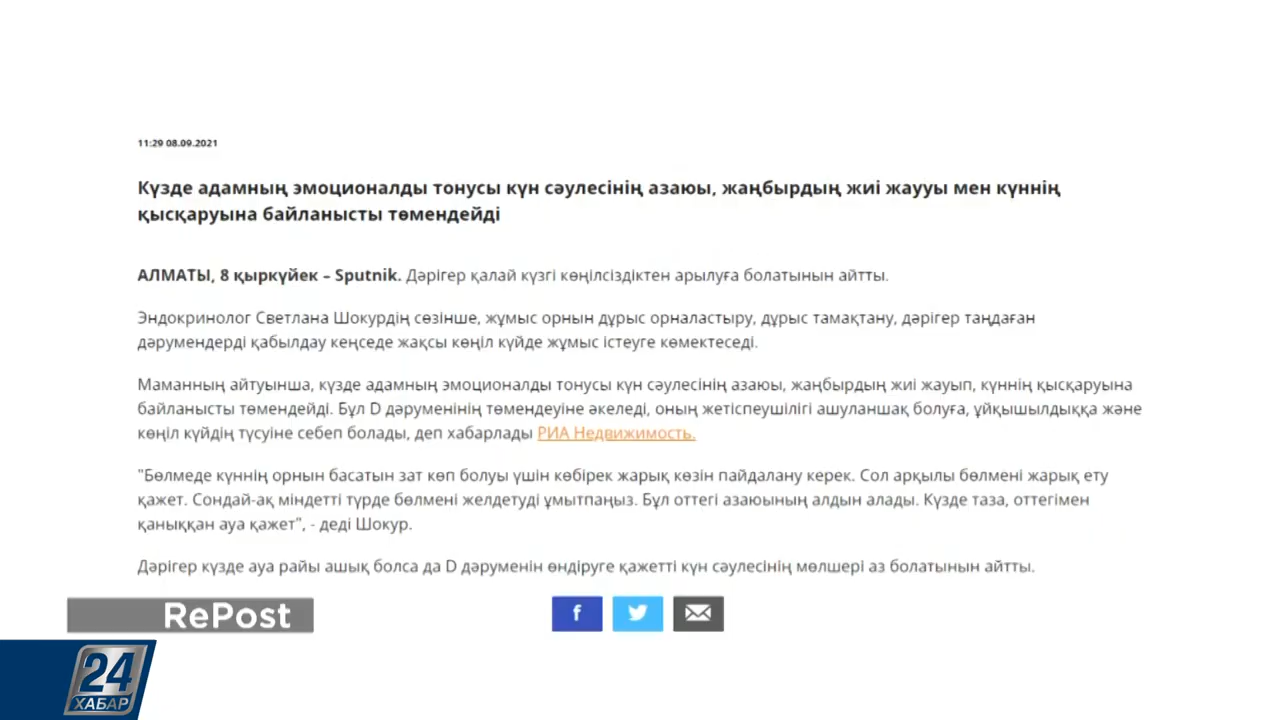 11:29 08.09.2021
Күзде адамның эмоционалды тонусы күн сәулесінің азаюы, жаңбырдың жиі жаууы мен күннің
қысқаруына байланысты төмендейді
АЛМАТЫ, 8 қыркүйек – Sputnik. Дәрігер қалай күзгі көңілсіздіктен арылуға болатынын айтты.
Эндокринолог Светлана Шокурдің сөзінше, жұмыс орнын дұрыс орналастыру, дұрыс тамақтану, дәрігер таңдаған
дәрумендерді қабылдау кеңседе жақсы көңіл күйде жұмыс істеуге көмектеседі.
Маманның айтуынша, күзде адамның эмоционалды тонусы күн сәулесінің азаюы, жаңбырдың жиі жауып, күннің қысқаруына
байланысты төмендейді. Бұл D дәруменінің төмендеуіне әкеледі, оның жетіспеушілігі ашуланшақ болуға, ұйқышылдыққа және
көңіл күйдің түсуіне себеп болады, деп хабарлады РИА Недвижимость.
"Бөлмеде күннің орнын басатын зат көп болуы үшін көбірек жарық көзін пайдалану керек. Сол арқылы бөлмені жарық ету
қажет. Сондай-ақ міндетті түрде бөлмені желдетуді ұмытпаңыз. Бұл оттегі азаюының алдын алады. Күзде таза, оттегімен
қаныққан ауа қажет", - деді Шокур.
Дәрігер күзде ауа райы ашық болса да D дәруменін өндіруге қажетті күн сәулесінің мөлшері аз болатынын айтты.
RePost
f
24
ХАБАР